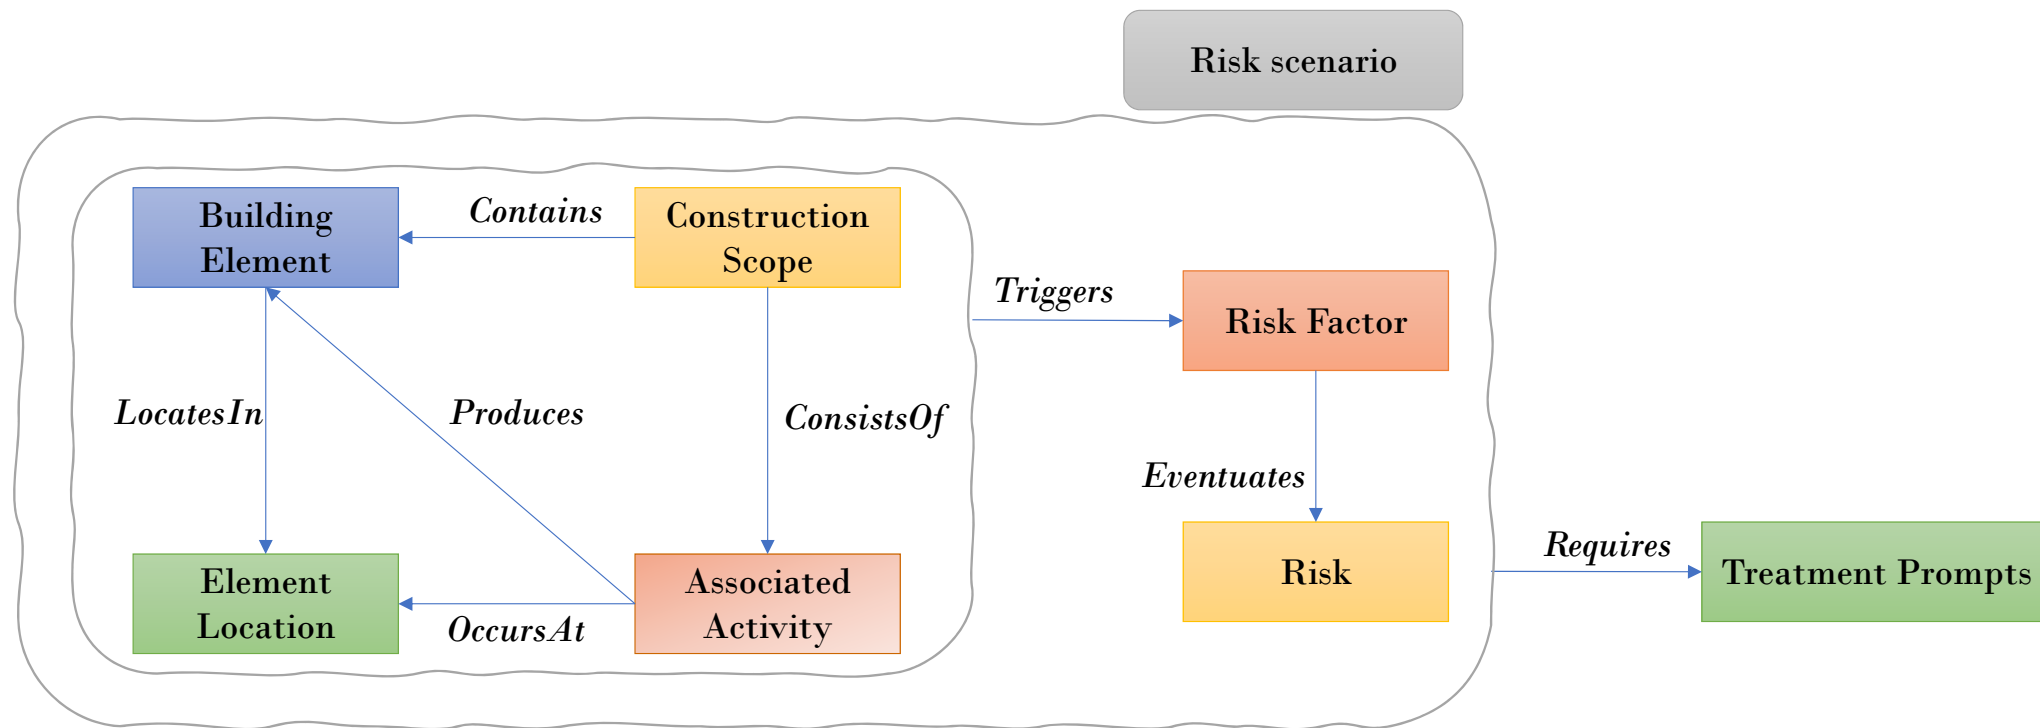 Risk scenario
Building
Element
Contains
Construction
Scope
Triggers
Risk Factor
LocatesIn
Produces
ConsistsOf
Eventuates
Element
Location
OccursAt
Associated
Activity
Risk
Requires
Treatment Prompts